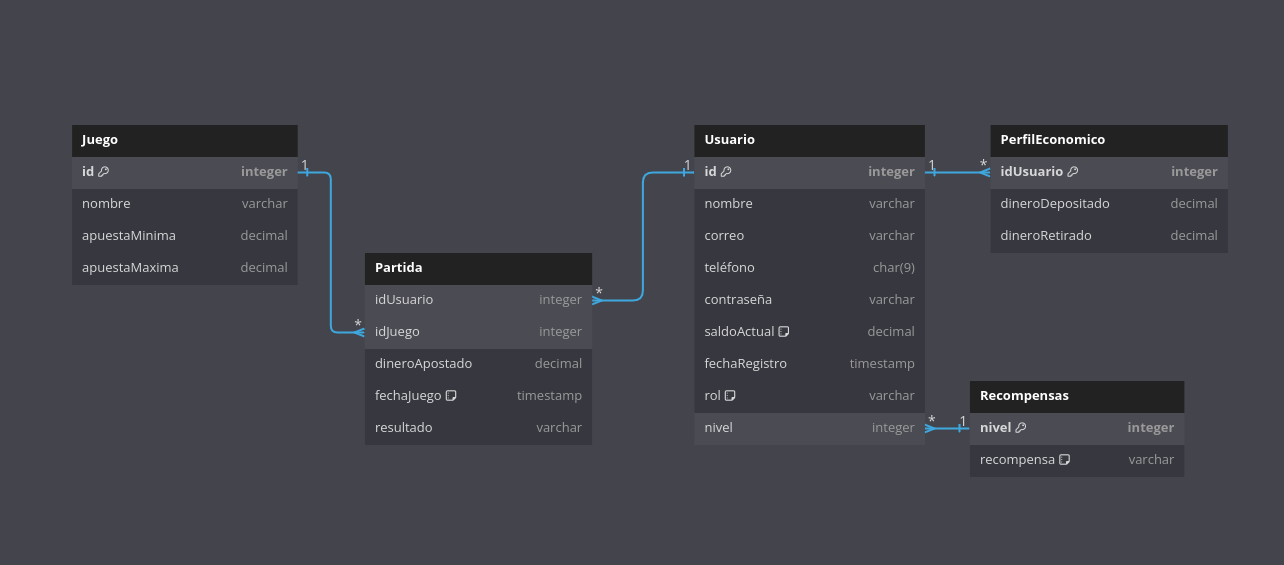 Juego
id integer
nombre varchar
apuestaMinima decimal
apuestaMaxima decimal
1
*
Partida
idUsuario integer
idJuego integer
dineroApostado decimal
fechaJuego timestamp
resultado varchar
*
1
Usuario
id integer
nombre varchar
correo varchar
teléfono char(9)
contraseña varchar
saldoActual decimal
fechaRegistro timestamp
rol varchar
nivel integer
1
*
PerfilEconomico
idUsuario integer
dineroDepositado decimal
dineroRetirado decimal
*
1
Recompensas
nivel integer
recompensa varchar